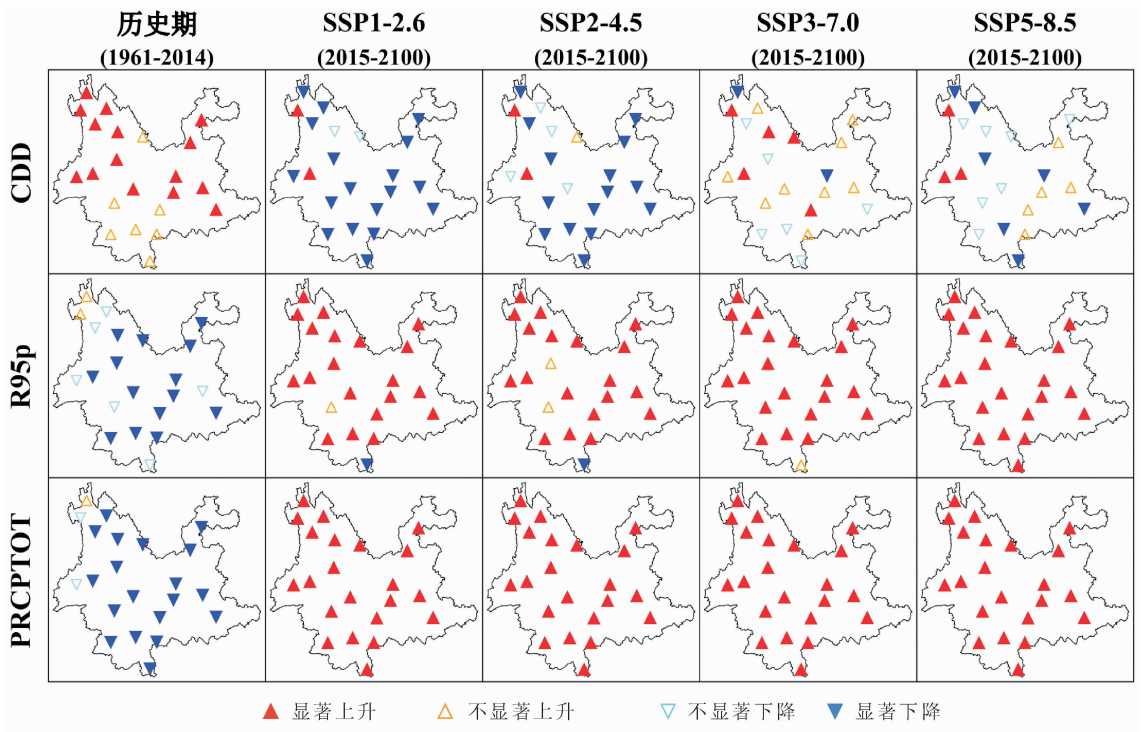 历史期 SSP1-2.6 SSP2-4.5 SSP3-7.0 SSP5-8.5
(1961-2014) (2015-2100) (2015-2100) (2015-2100) (2015-2100)
CDD
R95p
PRCPTOT
显著上升 不显著上升 不显著下降 显著下降